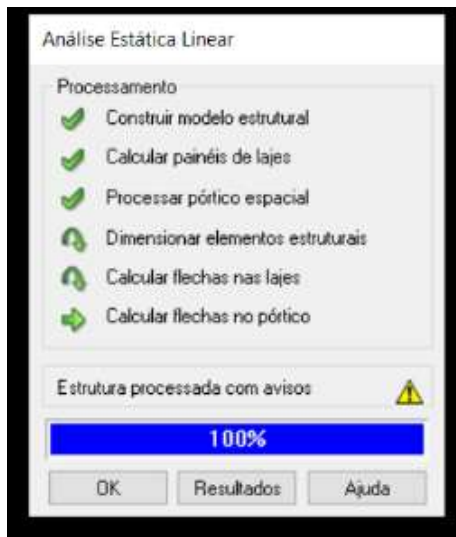 Análise Estática Linear
Processamento
Construir modelo estrutural
Calcular painéis de lajes
Processar pórtico espacial
Dimensionar elementos estruturais
Calcular flechas nas lajes
Calcular flechas no pórtico
Estrutura processada com avisos
100%
OK Resultados Ajuda